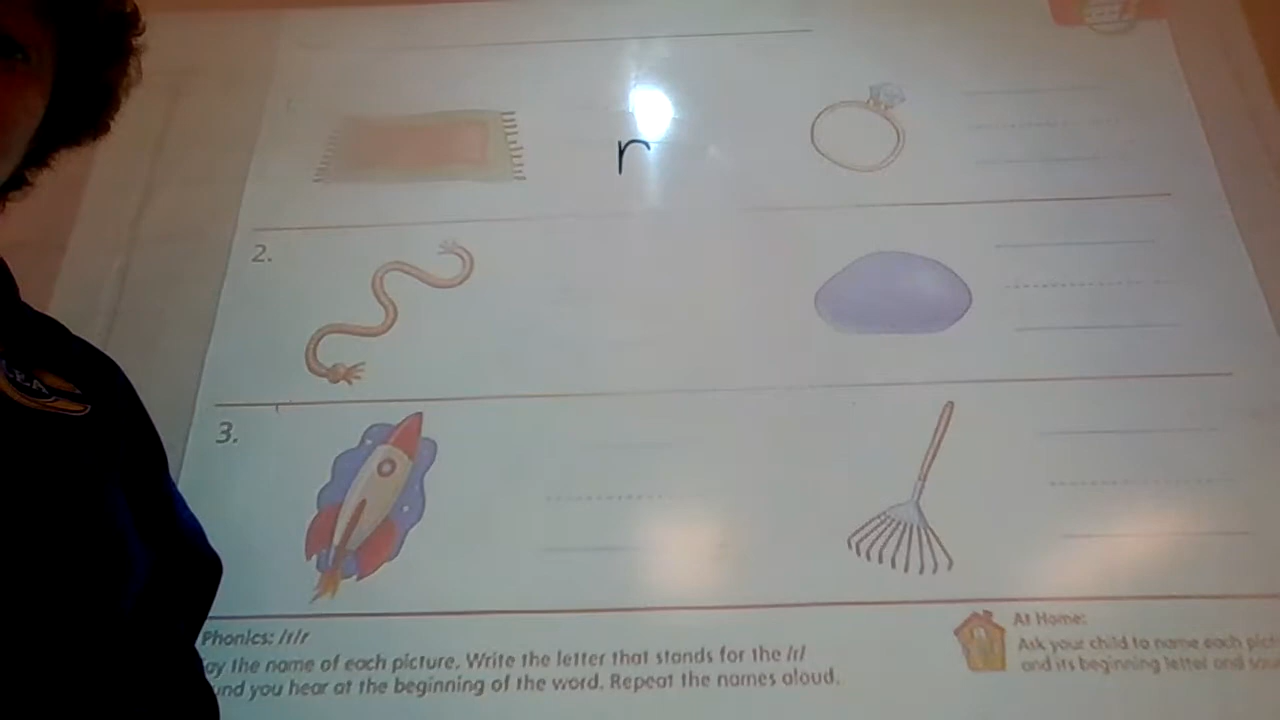 r
2.
3.
Phonics: /r/r
ay the name of each picture. Write the letter that stands for the /r/
und you hear at the beginning of the word. Repeat the names aloud.
At Home:
Ask your child to name each pict
and its beginning letter and sou